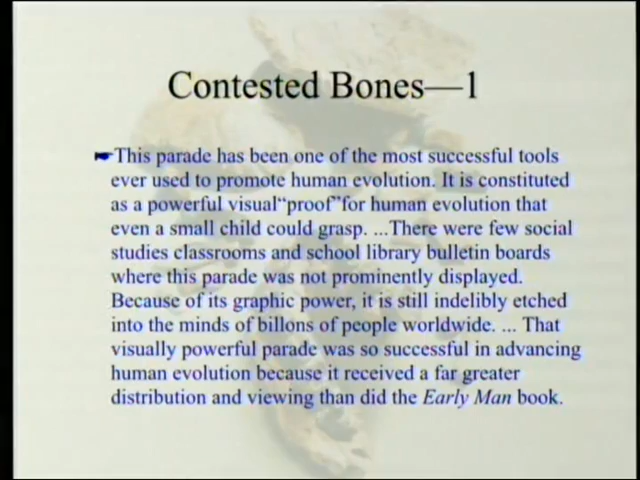 Contested Bones—1
☛This parade has been one of the most successful tools
ever used to promote human evolution. It is constituted
as a powerful visual“proof”for human evolution that
even a small child could grasp. ...There were few social
studies classrooms and school library bulletin boards
where this parade was not prominently displayed.
Because of its graphic power, it is still indelibly etched
into the minds of billons of people worldwide. ... That
visually powerful parade was so successful in advancing
human evolution because it received a far greater
distribution and viewing than did the Early Man book.